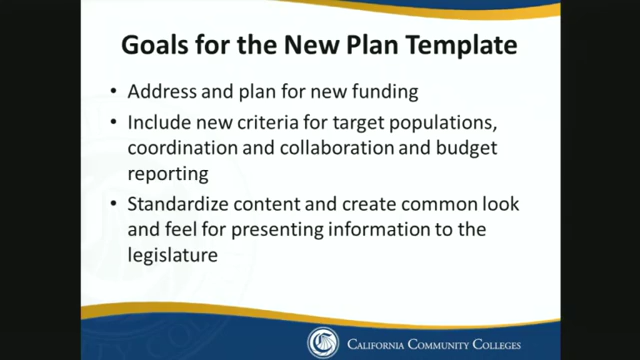 Goals for the New Plan Template
• Address and plan for new funding
• Include new criteria for target populations,
coordination and collaboration and budget
reporting
• Standardize content and create common look
and feel for presenting information to the
legislature
CALIFORNIA COMMUNITY COLLEGES